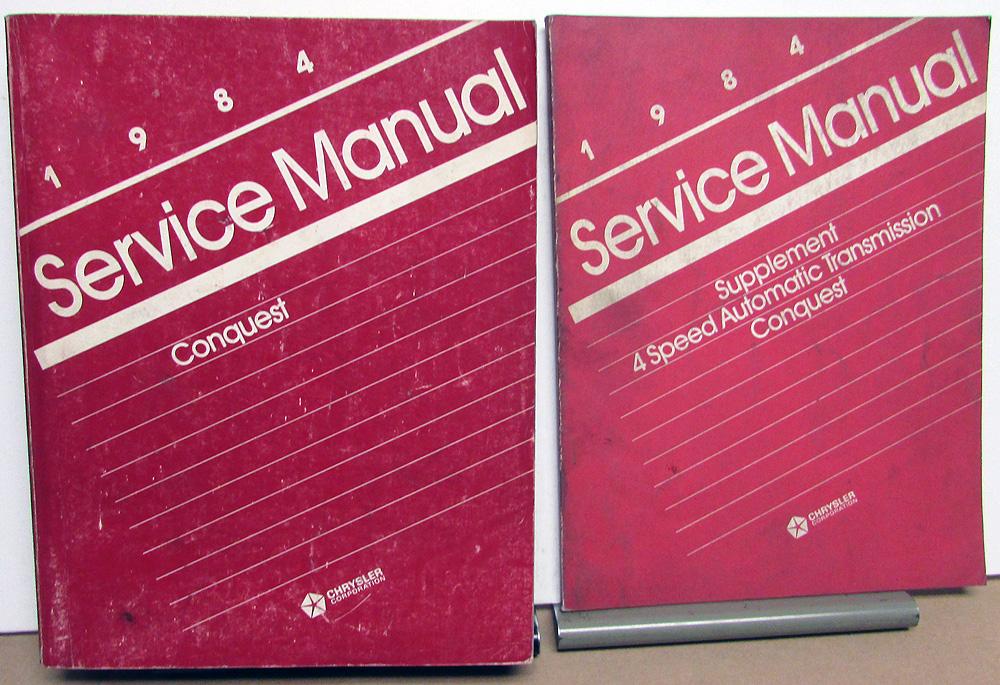 1984
Service Manual
Conquest
CHRYSLER
CORPORATION
1984
Service Manual
Supplement
4 Speed Automatic Transmission
Conquest
CHRYSLER
CORPORATION